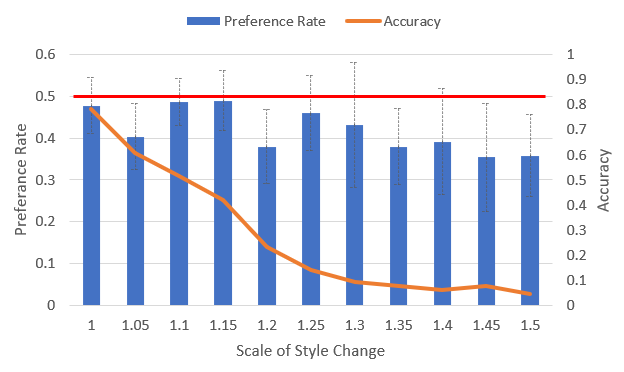 Preference Rate Accuracy
0.6 1
0.9
0.5 0.8
0.4 0.7
0.6
0.3 0.5
0.4
0.2 0.3
0.1 0.2
0.1
0 0
1 1.05 1.1 1.15 1.2 1.25 1.3 1.35 1.4 1.45 1.5
Scale of Style Change
Preferance Rate
Accuracy